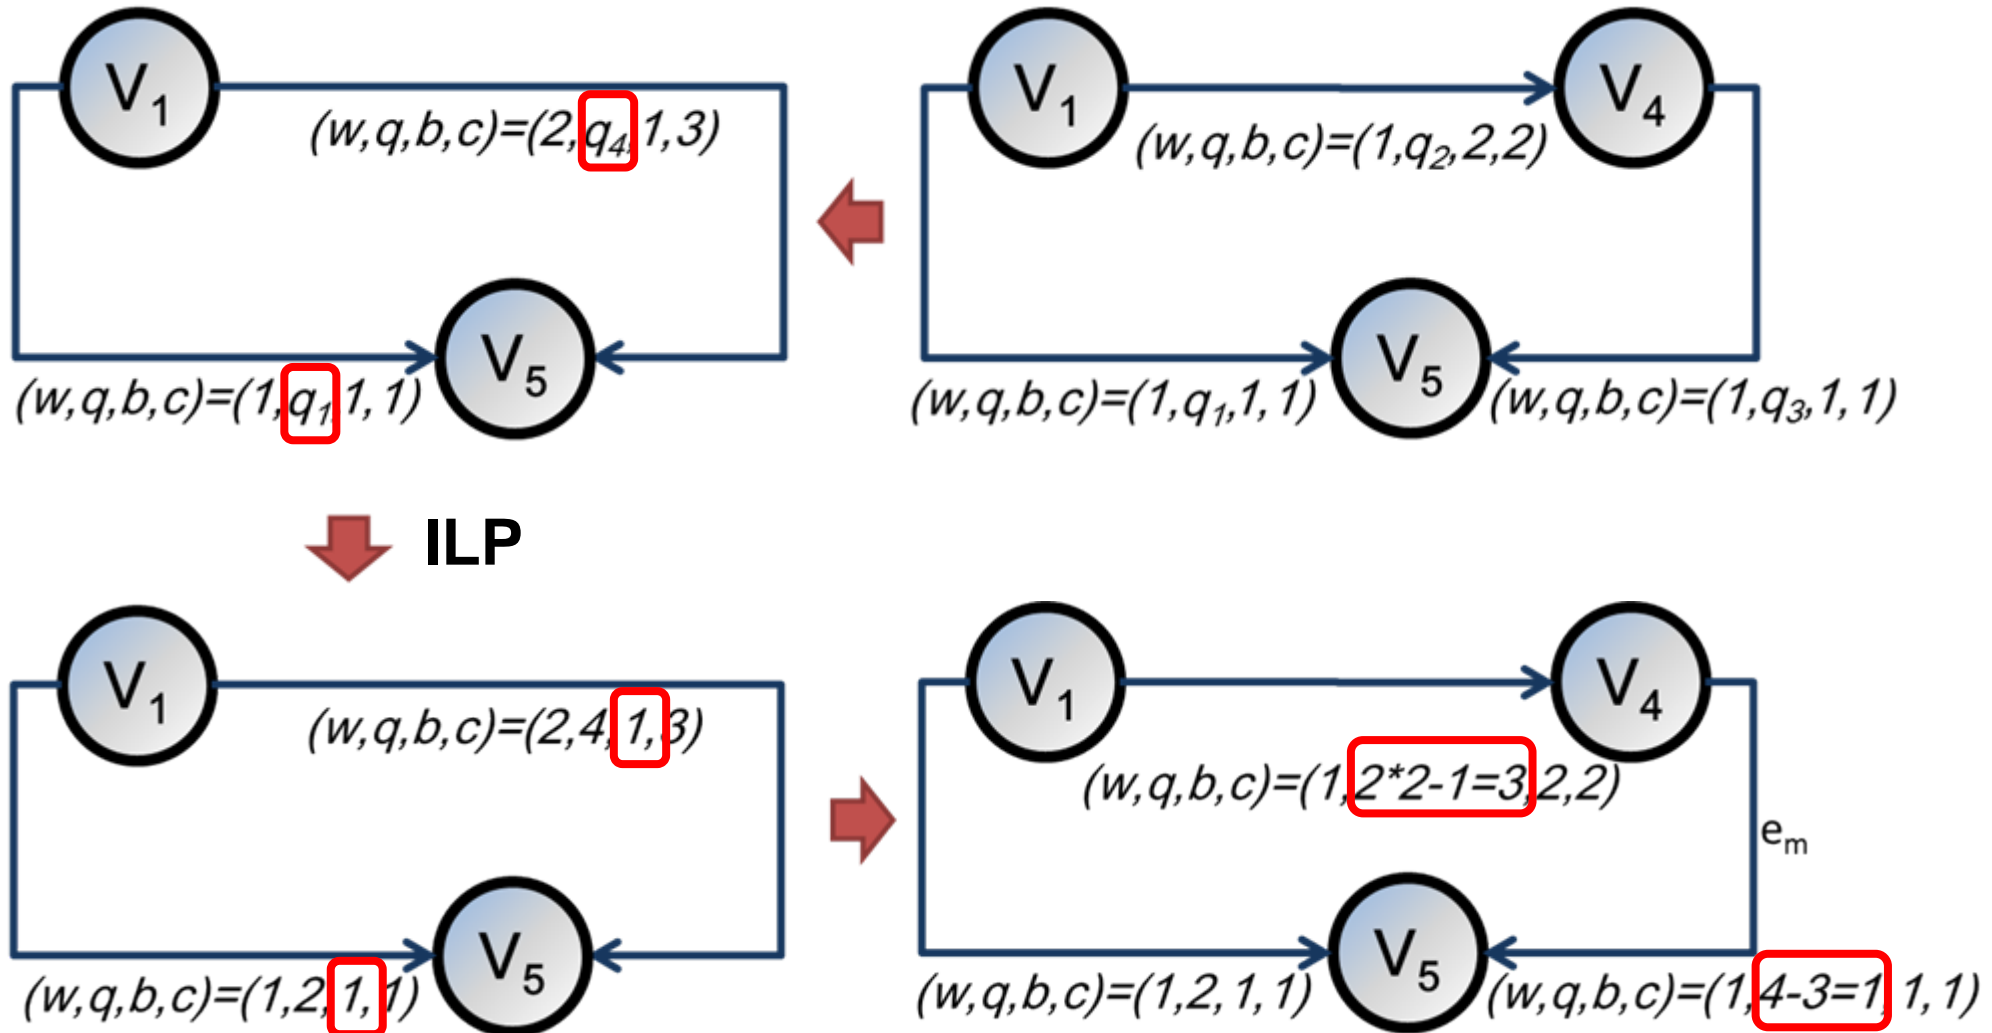 V₁
(w,q,b,c)=(2,q₄,1,3)
V₅
(w,q,b,c)=(1,q₁,1,1)
V₁
V₄
(w,q,b,c)=(1,q₂,2,2)
V₅
(w,q,b,c)=(1,q₁,1,1)
(w,q,b,c)=(1,q₃,1,1)
ILP
V₁
(w,q,b,c)=(2,4,1,3)
V₅
(w,q,b,c)=(1,2,1,1)
V₁
V₄
(w,q,b,c)=(1,2*2-1=3,2,2)
eₘ
V₅
(w,q,b,c)=(1,2,1,1)
(w,q,b,c)=(1,4-3=1,1,1)